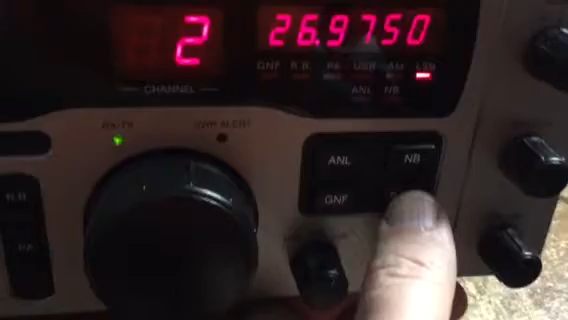 2 26.9750
GNF R.B. PA USB AM LSB
CHANNEL
ANL NB
RX/TX SWR ALERT
ANL NB
R.B. GNF
PA